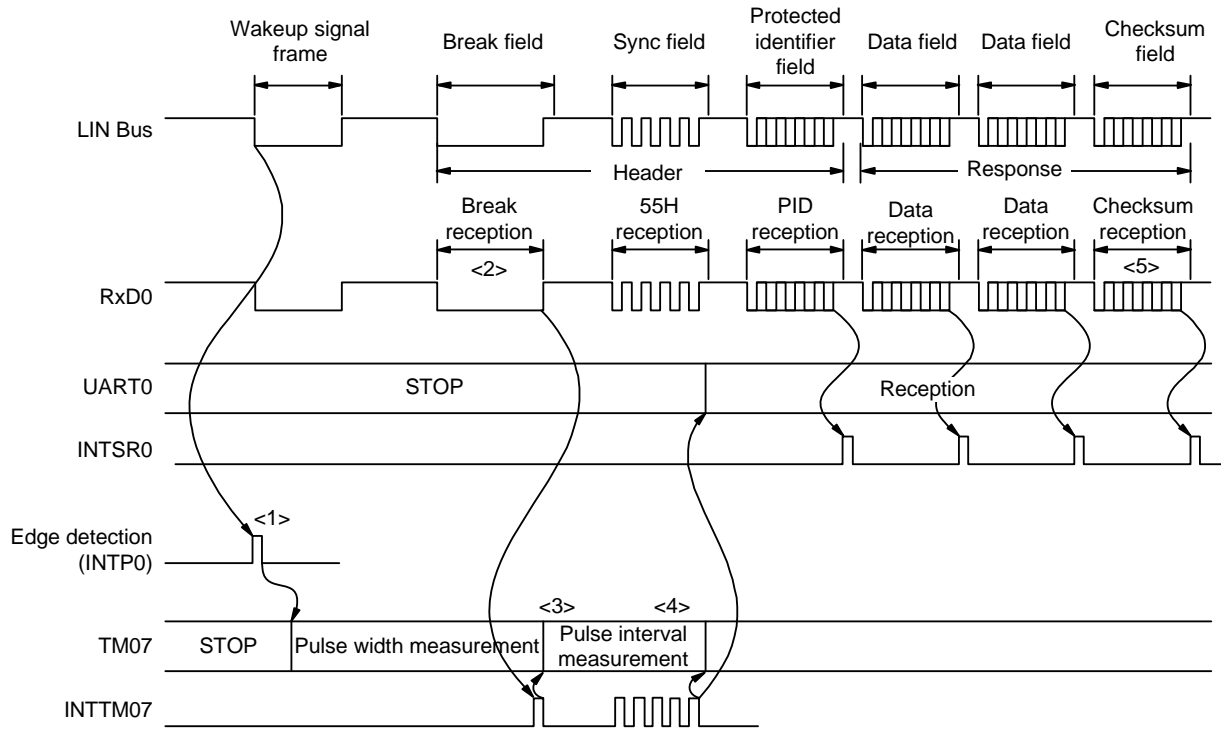 Wakeup signal
frame
Break field
Sync field
Protected
identifier
field
Data field
Data field
Checksum
field
LIN Bus
Header
Response
Break
reception
55H
reception
PID
reception
Data
reception
Data
reception
Checksum
reception
<2>
<5>
RxD0
UART0
STOP
Reception
INTSR0
<1>
Edge detection
(INTP0)
<3>
<4>
TM07
STOP
Pulse width measurement
Pulse interval
measurement
INTTM07